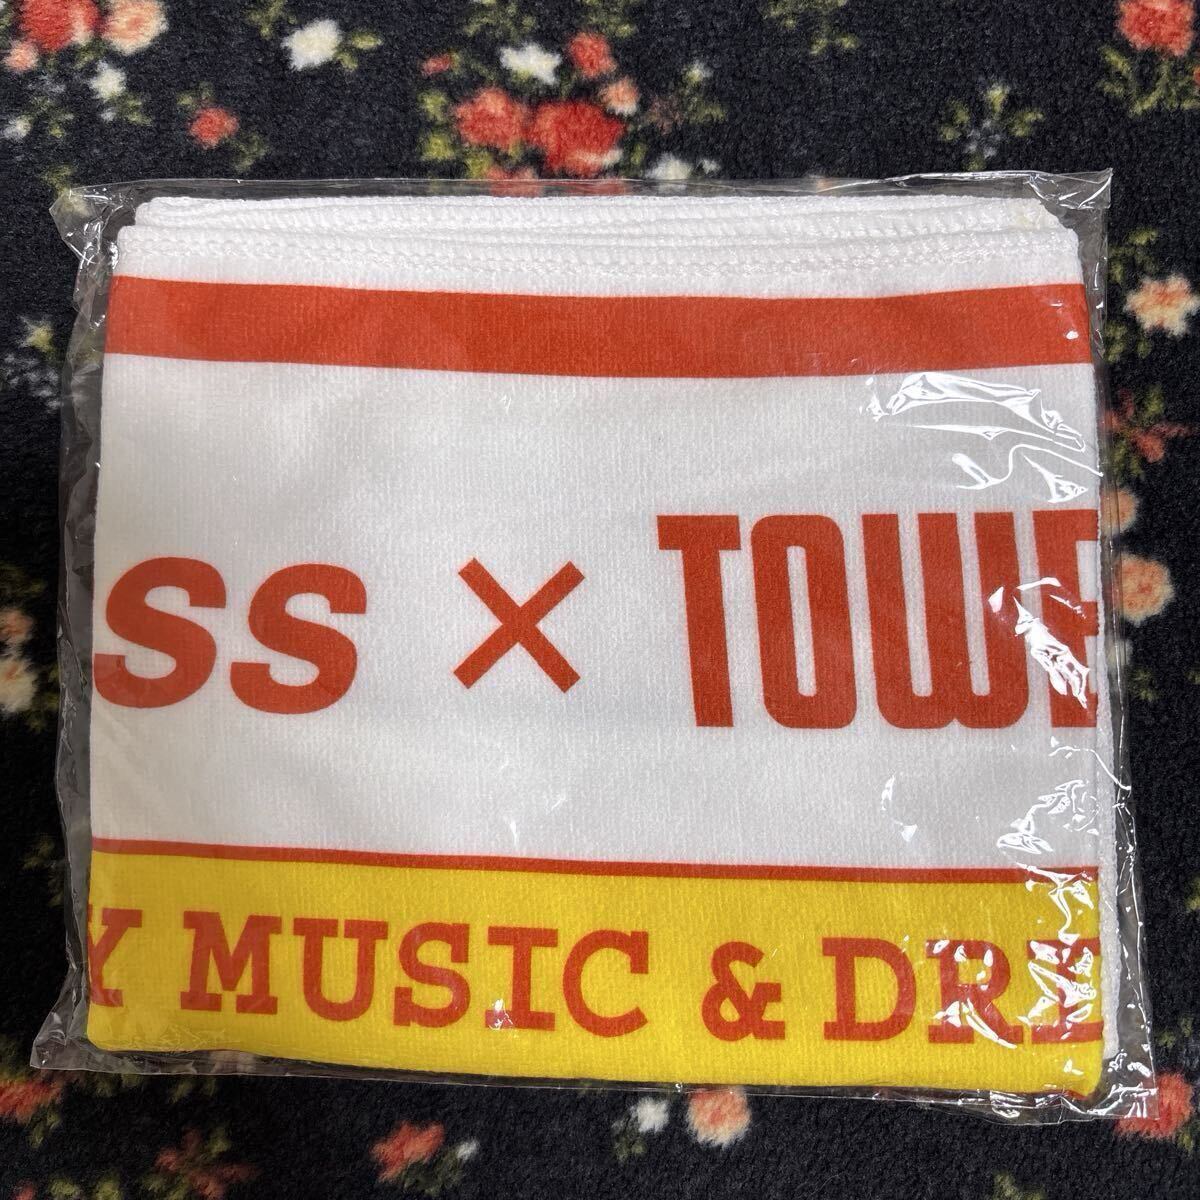 SS × TOWE
Y MUSIC & DRE